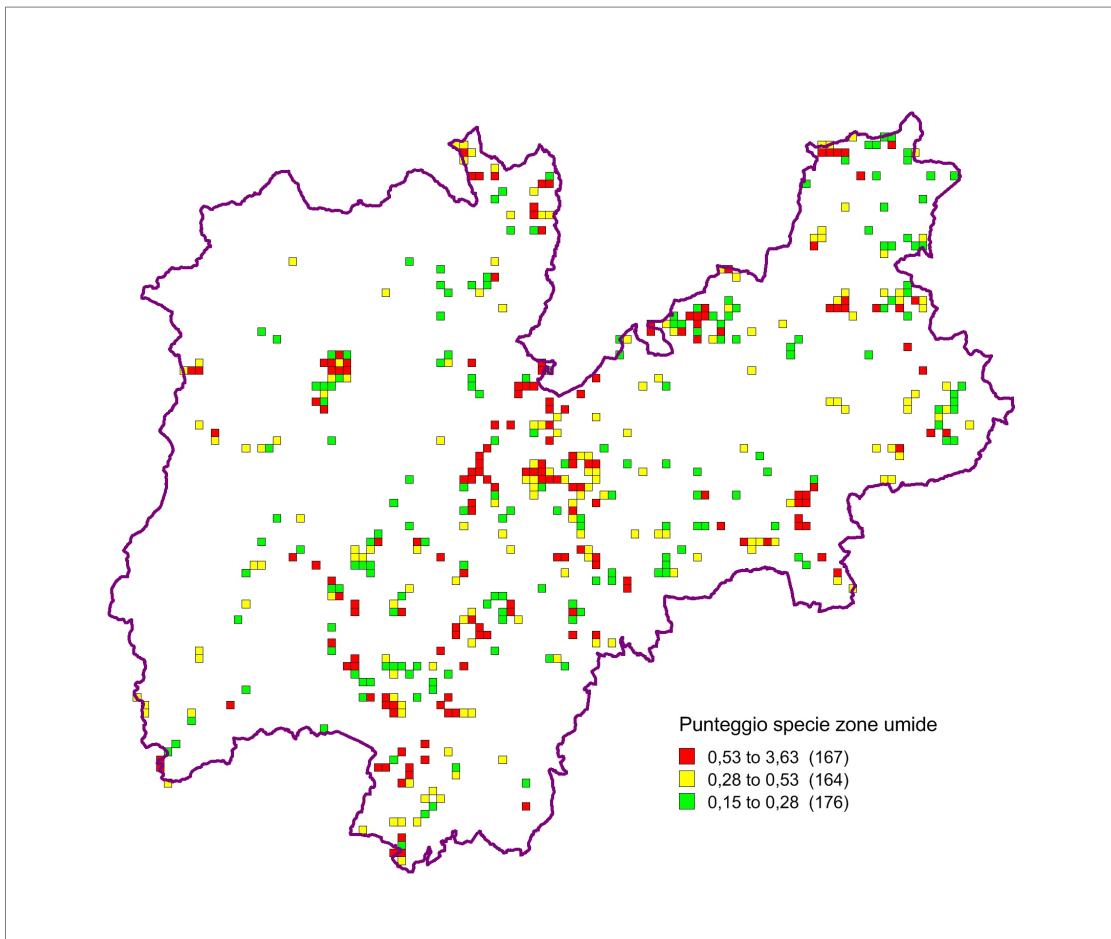 Punteggio specie zone umide
0,53 to 3,63 (167)
0,28 to 0,53 (164)
0,15 to 0,28 (176)